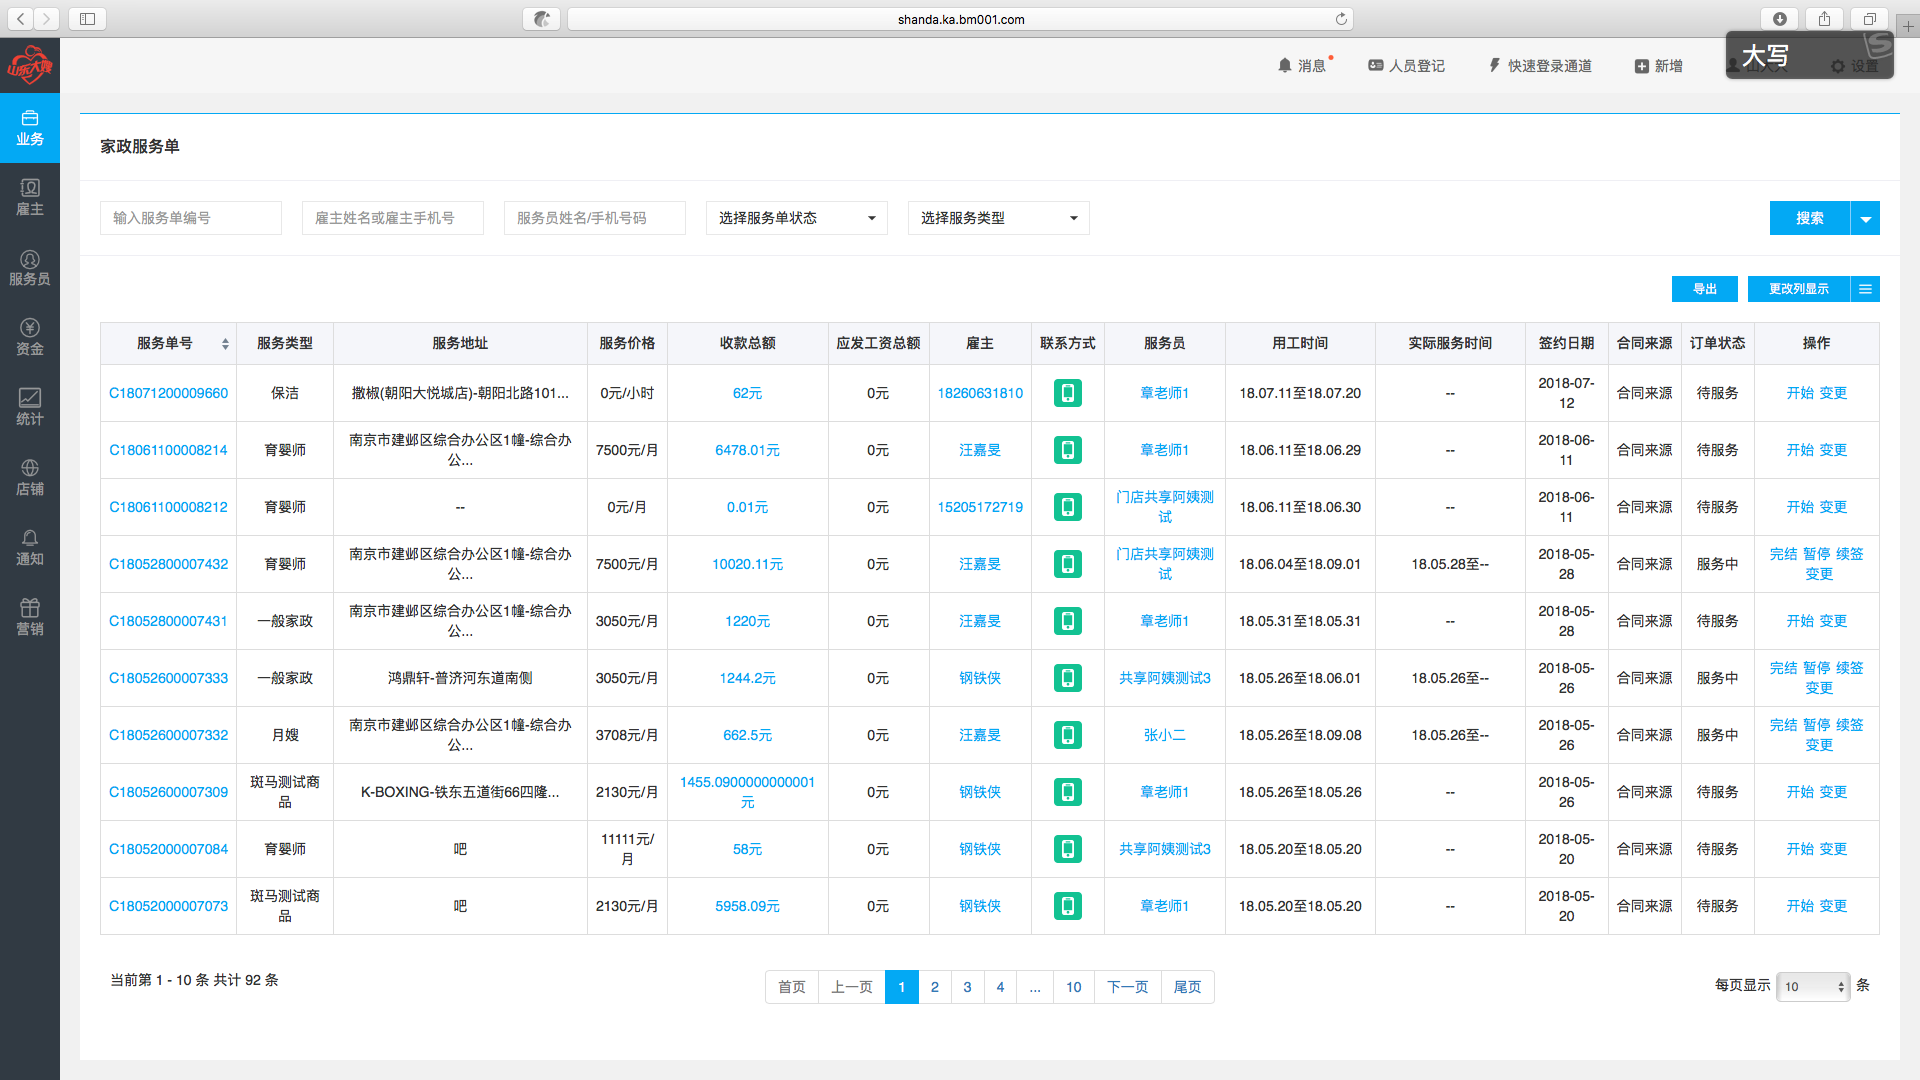 shanda.ka.bm001.com
山东大嫂
消息
人员登记
快速登录通道
新增
大写
设置
业务
雇主
服务员
资金
统计
店铺
通知
营销
家政服务单
输入服务单编号
雇主姓名或雇主手机号
服务员姓名/手机号码
选择服务单状态
选择服务类型
搜索
导出
更改列显示
服务单号 服务类型 服务地址 服务价格 收款总额 应发工资总额 雇主 联系方式 服务员 用工时间 实际服务时间 签约日期 合同来源 订单状态 操作
C18071200009660 保洁 撒椒(朝阳大悦城店)-朝阳北路101... 0元/小时 62元 0元 18260631810 章老师1 18.07.11至18.07.20 -- 2018-07-12 合同来源 待服务 开始 变更
C18061100008214 育婴师 南京市建邺区综合办公区1幢-综合办公... 7500元/月 6478.01元 0元 汪嘉旻 章老师1 18.06.11至18.06.29 -- 2018-06-11 合同来源 待服务 开始 变更
C18061100008212 育婴师 -- 0元/月 0.01元 0元 15205172719 门店共享阿姨测试 18.06.11至18.06.30 -- 2018-06-11 合同来源 待服务 开始 变更
C18052800007432 育婴师 南京市建邺区综合办公区1幢-综合办公... 7500元/月 10020.11元 0元 汪嘉旻 门店共享阿姨测试 18.06.04至18.09.01 18.05.28至-- 2018-05-28 合同来源 服务中 完结 暂停 续签 变更
C18052800007431 一般家政 南京市建邺区综合办公区1幢-综合办公... 3050元/月 1220元 0元 汪嘉旻 章老师1 18.05.31至18.05.31 -- 2018-05-28 合同来源 待服务 开始 变更
C18052600007333 一般家政 鸿鼎轩-普济河东道南侧 3050元/月 1244.2元 0元 钢铁侠 共享阿姨测试3 18.05.26至18.06.01 18.05.26至-- 2018-05-26 合同来源 服务中 完结 暂停 续签 变更
C18052600007332 月嫂 南京市建邺区综合办公区1幢-综合办公... 3708元/月 662.5元 0元 汪嘉旻 张小二 18.05.26至18.09.08 18.05.26至-- 2018-05-26 合同来源 服务中 完结 暂停 续签 变更
C18052600007309 斑马测试商品 K-BOXING-铁东五道街66四隆... 2130元/月 1455.0900000000001元 0元 钢铁侠 章老师1 18.05.26至18.05.26 -- 2018-05-26 合同来源 待服务 开始 变更
C18052000007084 育婴师 吧 11111元/月 58元 0元 钢铁侠 共享阿姨测试3 18.05.20至18.05.20 -- 2018-05-20 合同来源 待服务 开始 变更
C18052000007073 斑马测试商品 吧 2130元/月 5958.09元 0元 钢铁侠 章老师1 18.05.20至18.05.20 -- 2018-05-20 合同来源 待服务 开始 变更
当前第 1 - 10 条 共计 92 条
首页 上一页 1 2 3 4 ... 10 下一页 尾页
每页显示 10 条